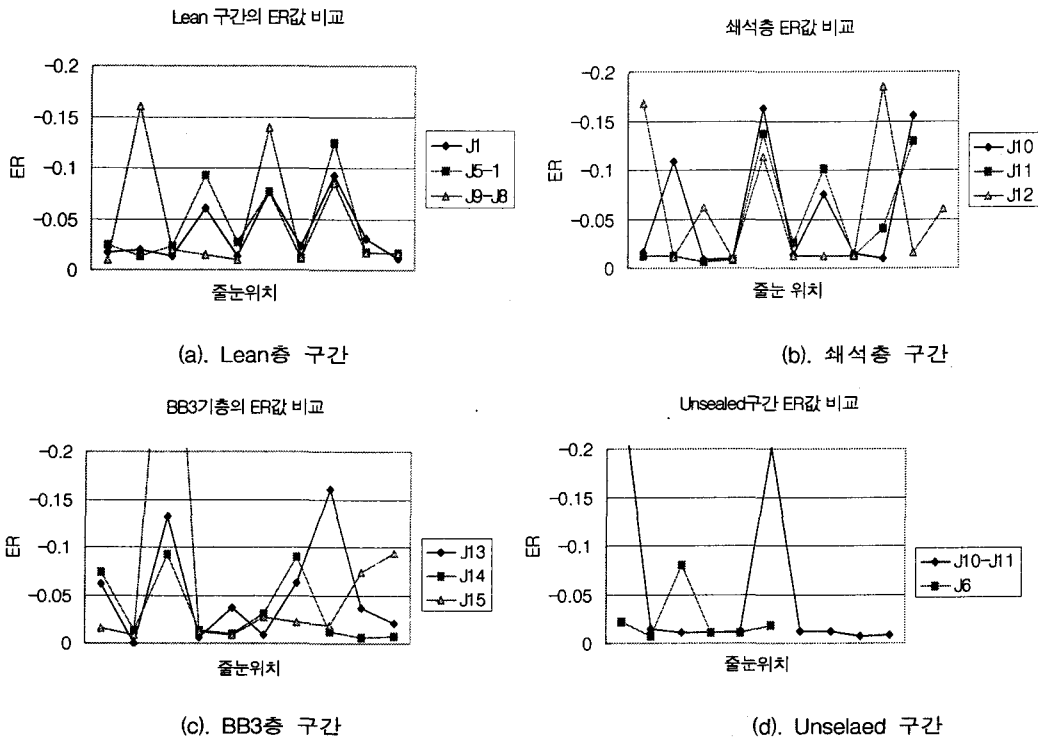 Lean 구간의 ER값 비교
-0.2
-0.15
-0.1
-0.05
0
ER
줄눈위치
J1
J5-1
J9-J8
(a). Lean층 구간
쇄석층 ER값 비교
-0.2
-0.15
-0.1
-0.05
0
ER
줄눈 위치
J10
J11
J12
(b). 쇄석층 구간
BB3기층의 ER값 비교
-0.2
-0.15
-0.1
-0.05
0
ER
줄눈위치
J13
J14
J15
(c). BB3층 구간
Unsealed구간 ER값 비교
-0.2
-0.15
-0.1
-0.05
0
ER
줄눈위치
J10-J11
J6
(d). Unselaed 구간